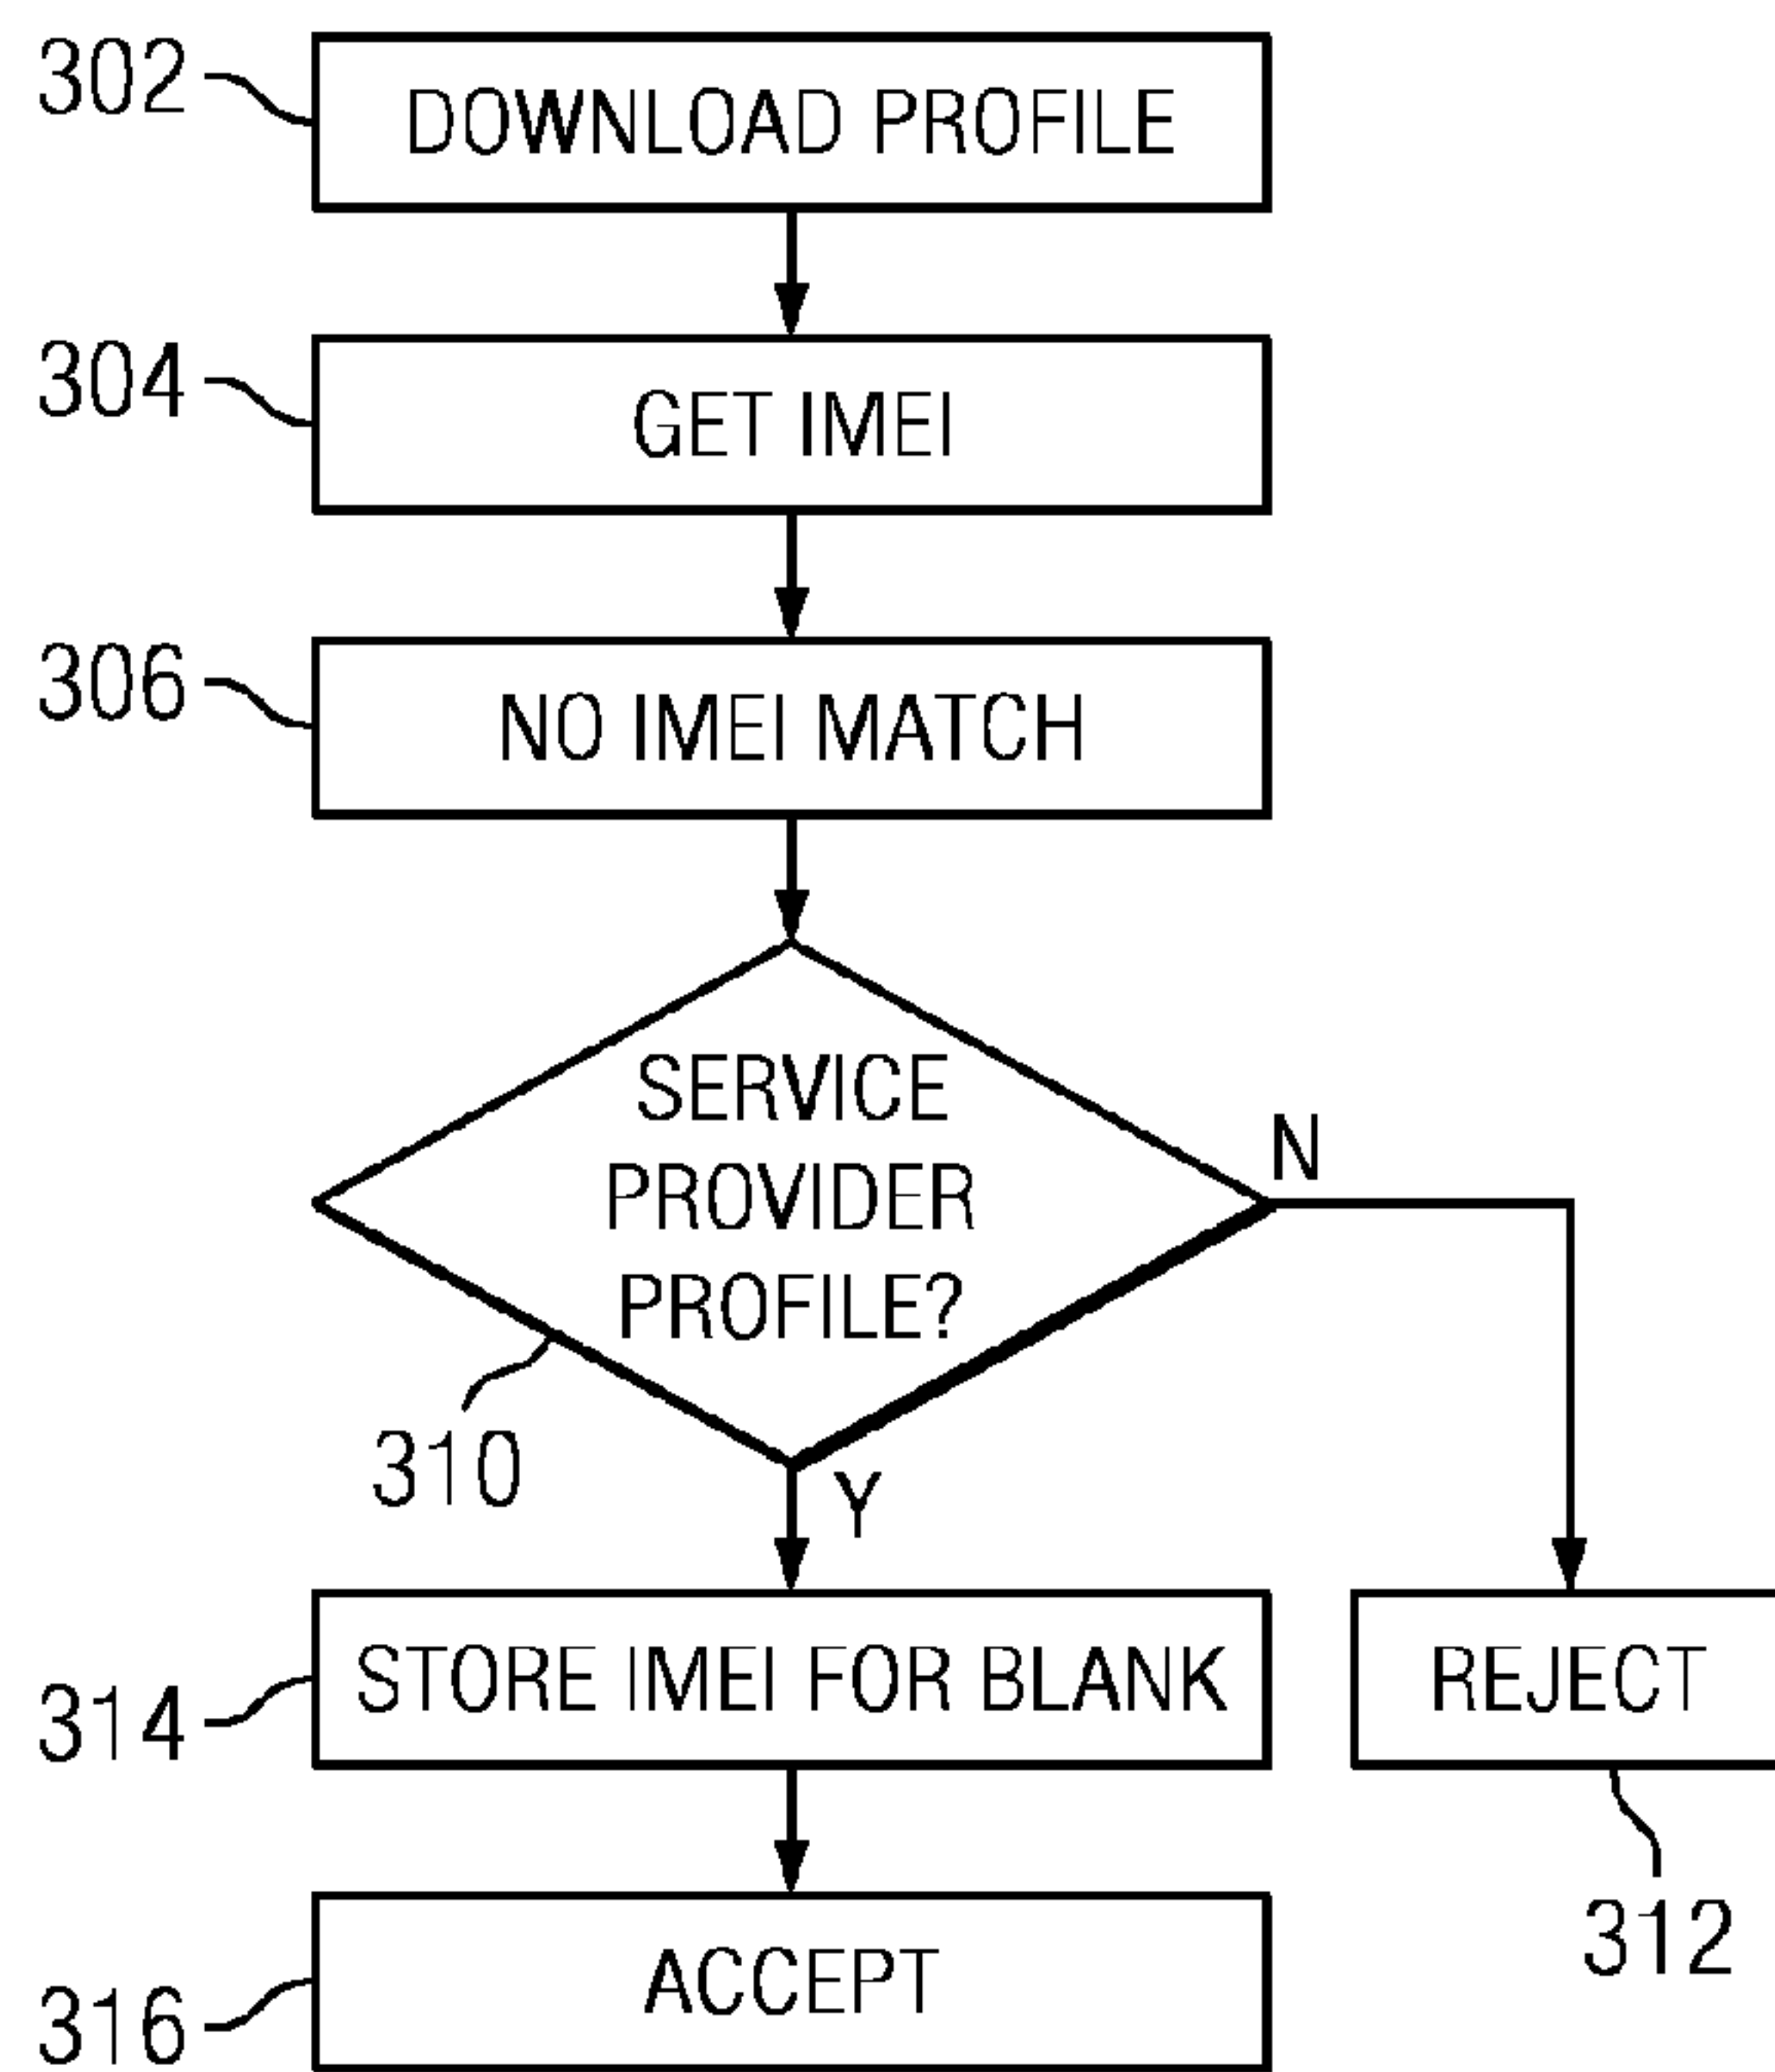 302
DOWNLOAD PROFILE
304
GET IMEI
306
NO IMEI MATCH
SERVICE
PROVIDER
PROFILE?
N
310
Y
314
STORE IMEI FOR BLANK
REJECT
312
316
ACCEPT